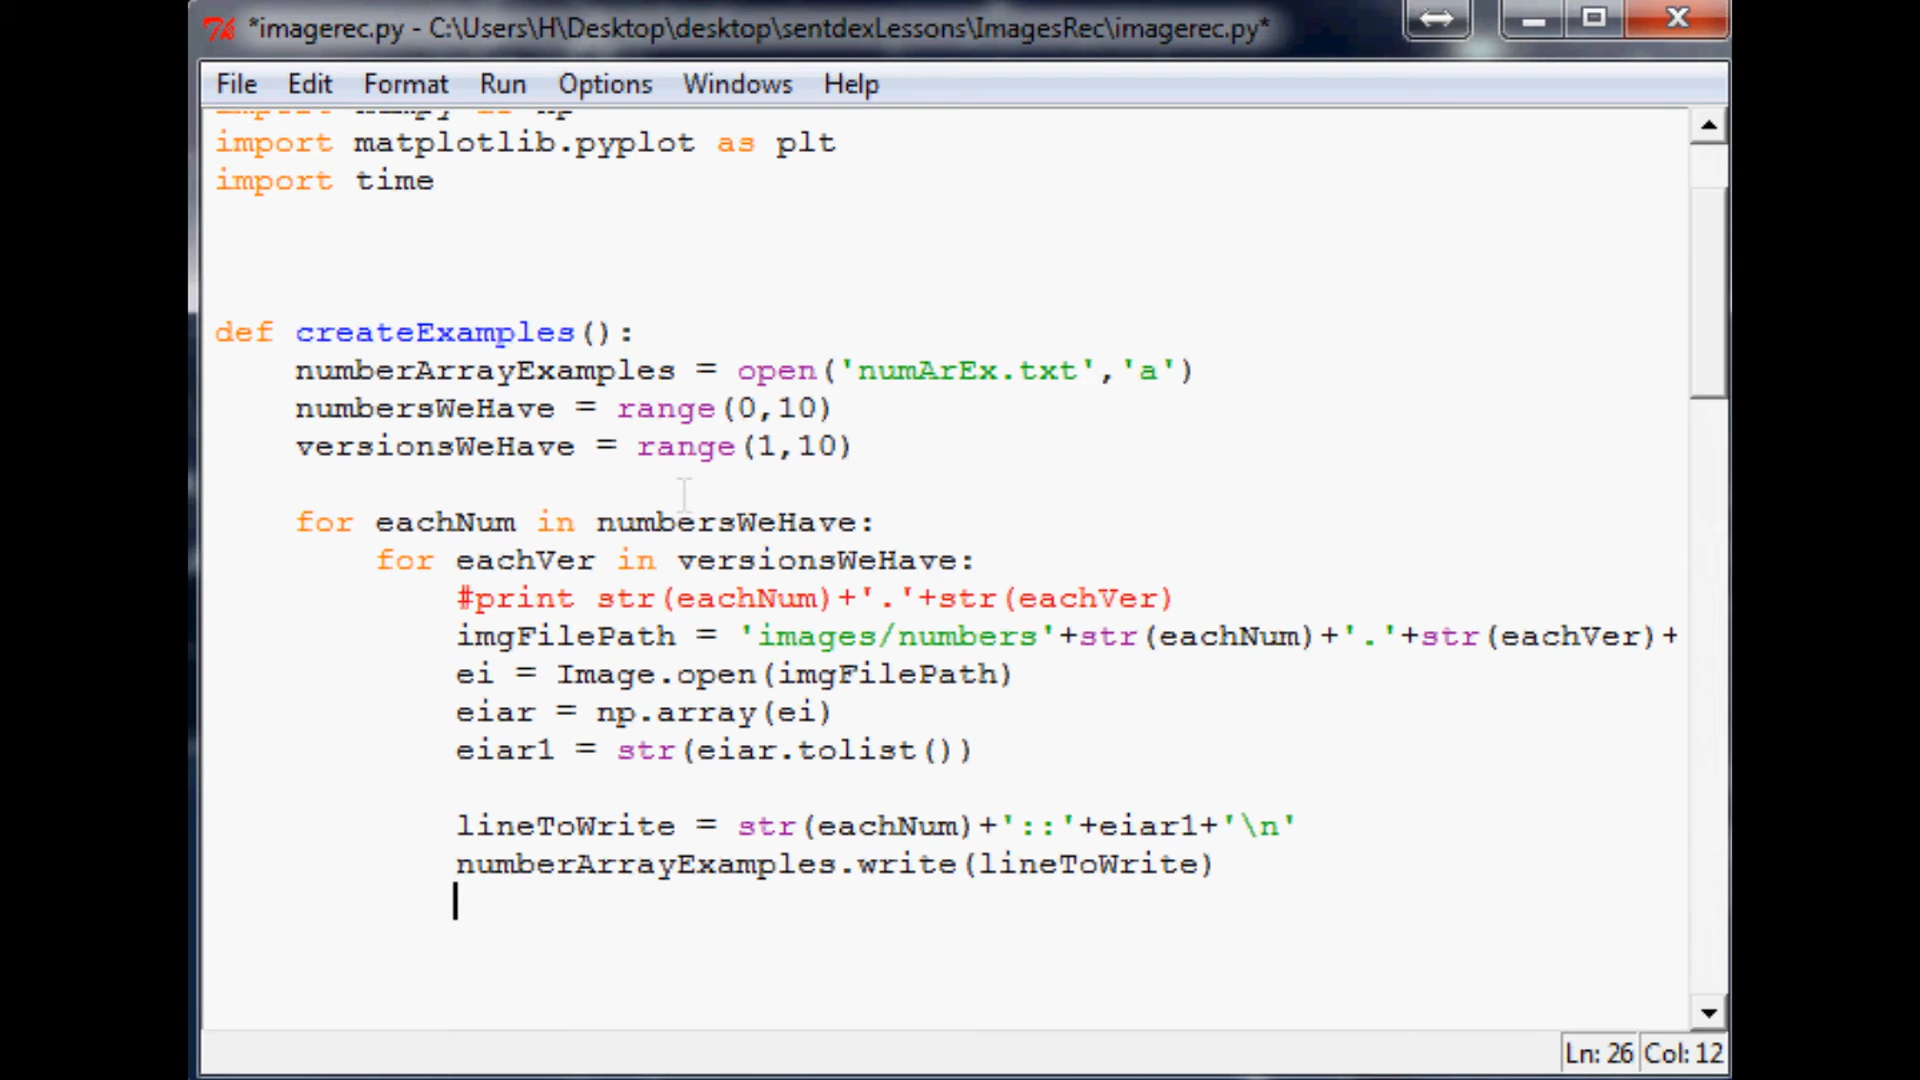 *imagerec.py - C:\Users\H\Desktop\desktop\sentdexLessons\ImagesRec\imagerec.py*
File Edit Format Run Options Windows Help
import numpy as np
import matplotlib.pyplot as plt
import time
def createExamples():
numberArrayExamples = open('numArEx.txt','a')
numbersWeHave = range(0,10)
versionsWeHave = range(1,10)
for eachNum in numbersWeHave:
for eachVer in versionsWeHave:
#print str(eachNum)+'.'+str(eachVer)
imgFilePath = 'images/numbers'+str(eachNum)+'.'+str(eachVer)+
ei = Image.open(imgFilePath)
eiar = np.array(ei)
eiar1 = str(eiar.tolist())
lineToWrite = str(eachNum)+'::'+eiar1+'\n'
numberArrayExamples.write(lineToWrite)
Ln: 26 Col: 12